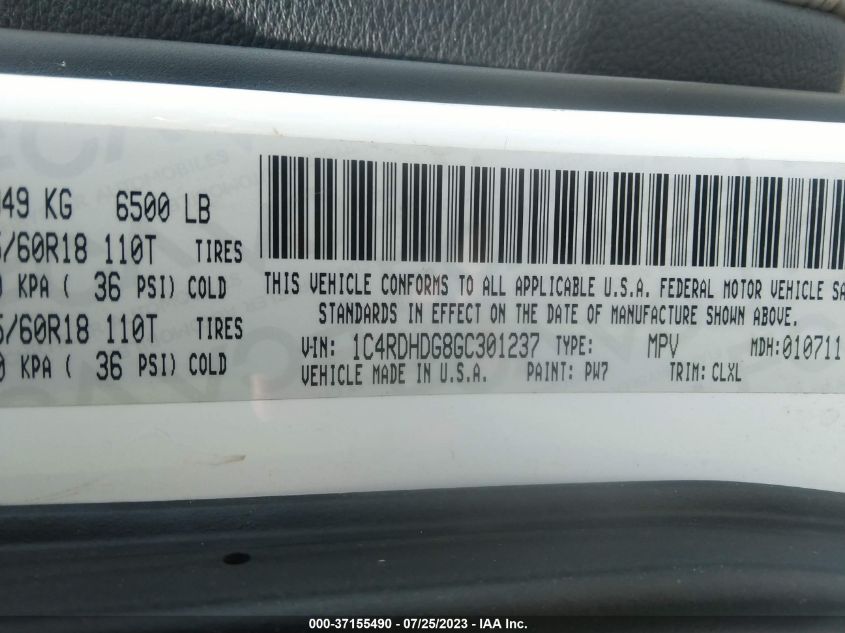 49 KG 6500 LB
/60R18 110T TIRES
KPA ( 36 PSI) COLD
/60R18 110T TIRES
KPA ( 36 PSI) COLD
THIS VEHICLE CONFORMS TO ALL APPLICABLE U.S.A. FEDERAL MOTOR VEHICLE SA
STANDARDS IN EFFECT ON THE DATE OF MANUFACTURE SHOWN ABOVE.
VIN: 1C4RDHDG8GC301237 TYPE: MPV MDH: 010711
VEHICLE MADE IN U.S.A. PAINT: PW7 TRIM: CLXL
000-37155490 - 07/25/2023 - IAA Inc.